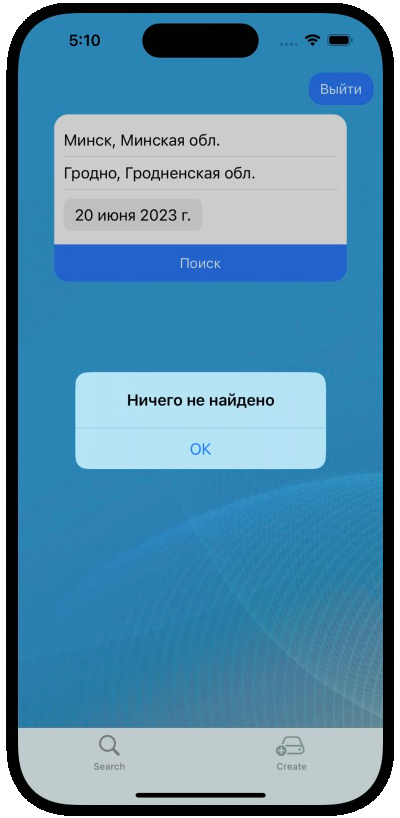 5:10
Выйти
Минск, Минская обл.
Гродно, Гродненская обл.
20 июня 2023 г.
Поиск
Ничего не найдено
OK
Search
Create